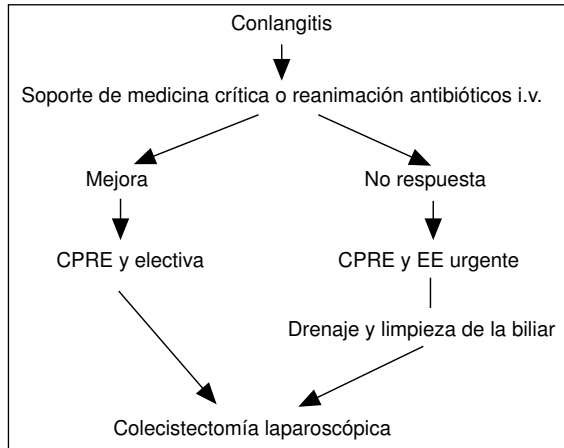 Conlangitis
Soporte de medicina crítica o reanimación antibióticos i.v.
Mejora
No respuesta
CPRE y electiva
CPRE y EE urgente
Drenaje y limpieza de la biliar
Colecistectomía laparoscópica